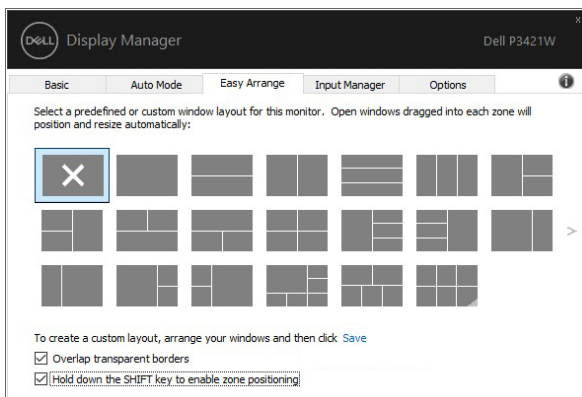 x
DELL Display Manager Dell P3421W
Basic Auto Mode Easy Arrange Input Manager Options i
Select a predefined or custom window layout for this monitor. Open windows dragged into each zone will
position and resize automatically:
>
To create a custom layout, arrange your windows and then click Save
Overlap transparent borders
Hold down the SHIFT key to enable zone positioning